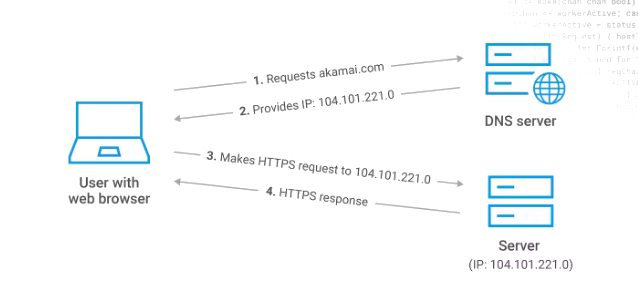 1. Requests akamai.com
2. Provides IP: 104.101.221.0
DNS server
3. Makes HTTPS request to 104.101.221.0
4. HTTPS response
User with
web browser
Server
(IP: 104.101.221.0)